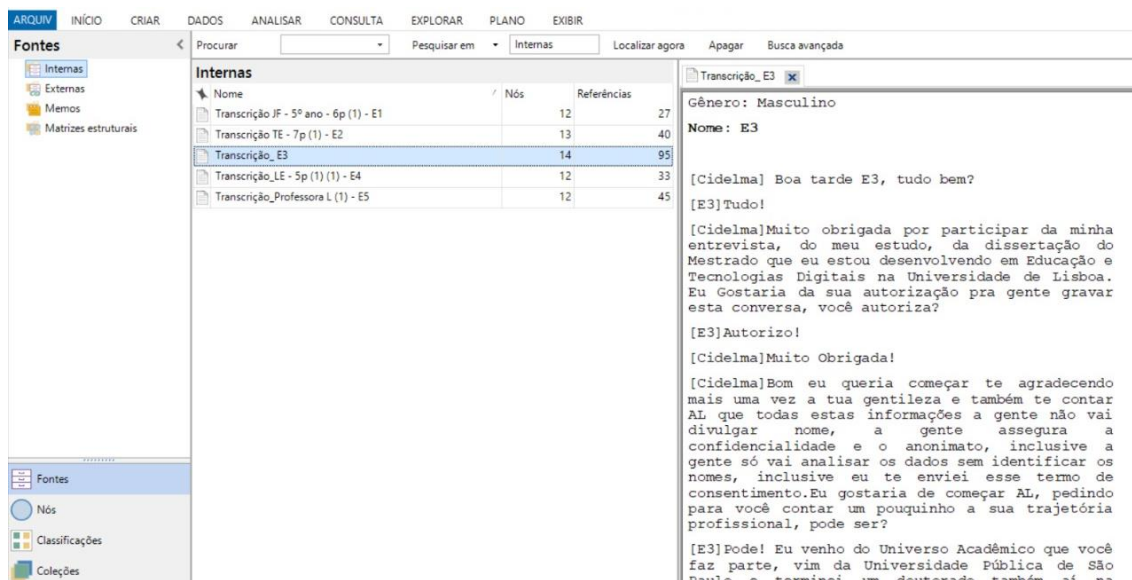 ARQUIV INÍCIO CRIAR DADOS ANALISAR CONSULTA EXPLORAR PLANO EXIBIR
Fontes
Internas
Externas
Memos
Matrizes estruturais
Procurar Pesquisar em Internas Localizar agora Apagar Busca avançada
Internas
Nome Nós Referências
Transcrição JF - 5º ano - 6p (1) - E1 12 27
Transcrição TE - 7p (1) - E2 13 40
Transcrição_ E3 14 95
Transcrição_LE - 5p (1) (1) - E4 12 33
Transcrição_Professora L (1) - E5 12 45
Fontes
Nós
Classificações
Coleções
Transcrição_ E3
Gênero: Masculino
Nome: E3
[Cidelma] Boa tarde E3, tudo bem?
[E3]Tudo!
[Cidelma]Muito obrigada por participar da minha
entrevista, do meu estudo, da dissertação do
Mestrado que eu estou desenvolvendo em Educação e
Tecnologias Digitais na Universidade de Lisboa.
Eu Gostaria da sua autorização pra gente gravar
esta conversa, você autoriza?
[E3]Autorizo!
[Cidelma]Muito Obrigada!
[Cidelma]Bom eu queria começar te agradecendo
mais uma vez a tua gentileza e também te contar
AL que todas estas informações a gente não vai
divulgar nome, a gente assegura a
confidencialidade e o anonimato, inclusive a
gente só vai analisar os dados sem identificar os
nomes, inclusive eu te enviei esse termo de
consentimento.Eu gostaria de começar AL, pedindo
para você contar um pouquinho a sua trajetória
profissional, pode ser?
[E3]Pode! Eu venho do Universo Acadêmico que você
faz parte, vim da Universidade Pública de São
Paulo e terminei um doutorado também aí na